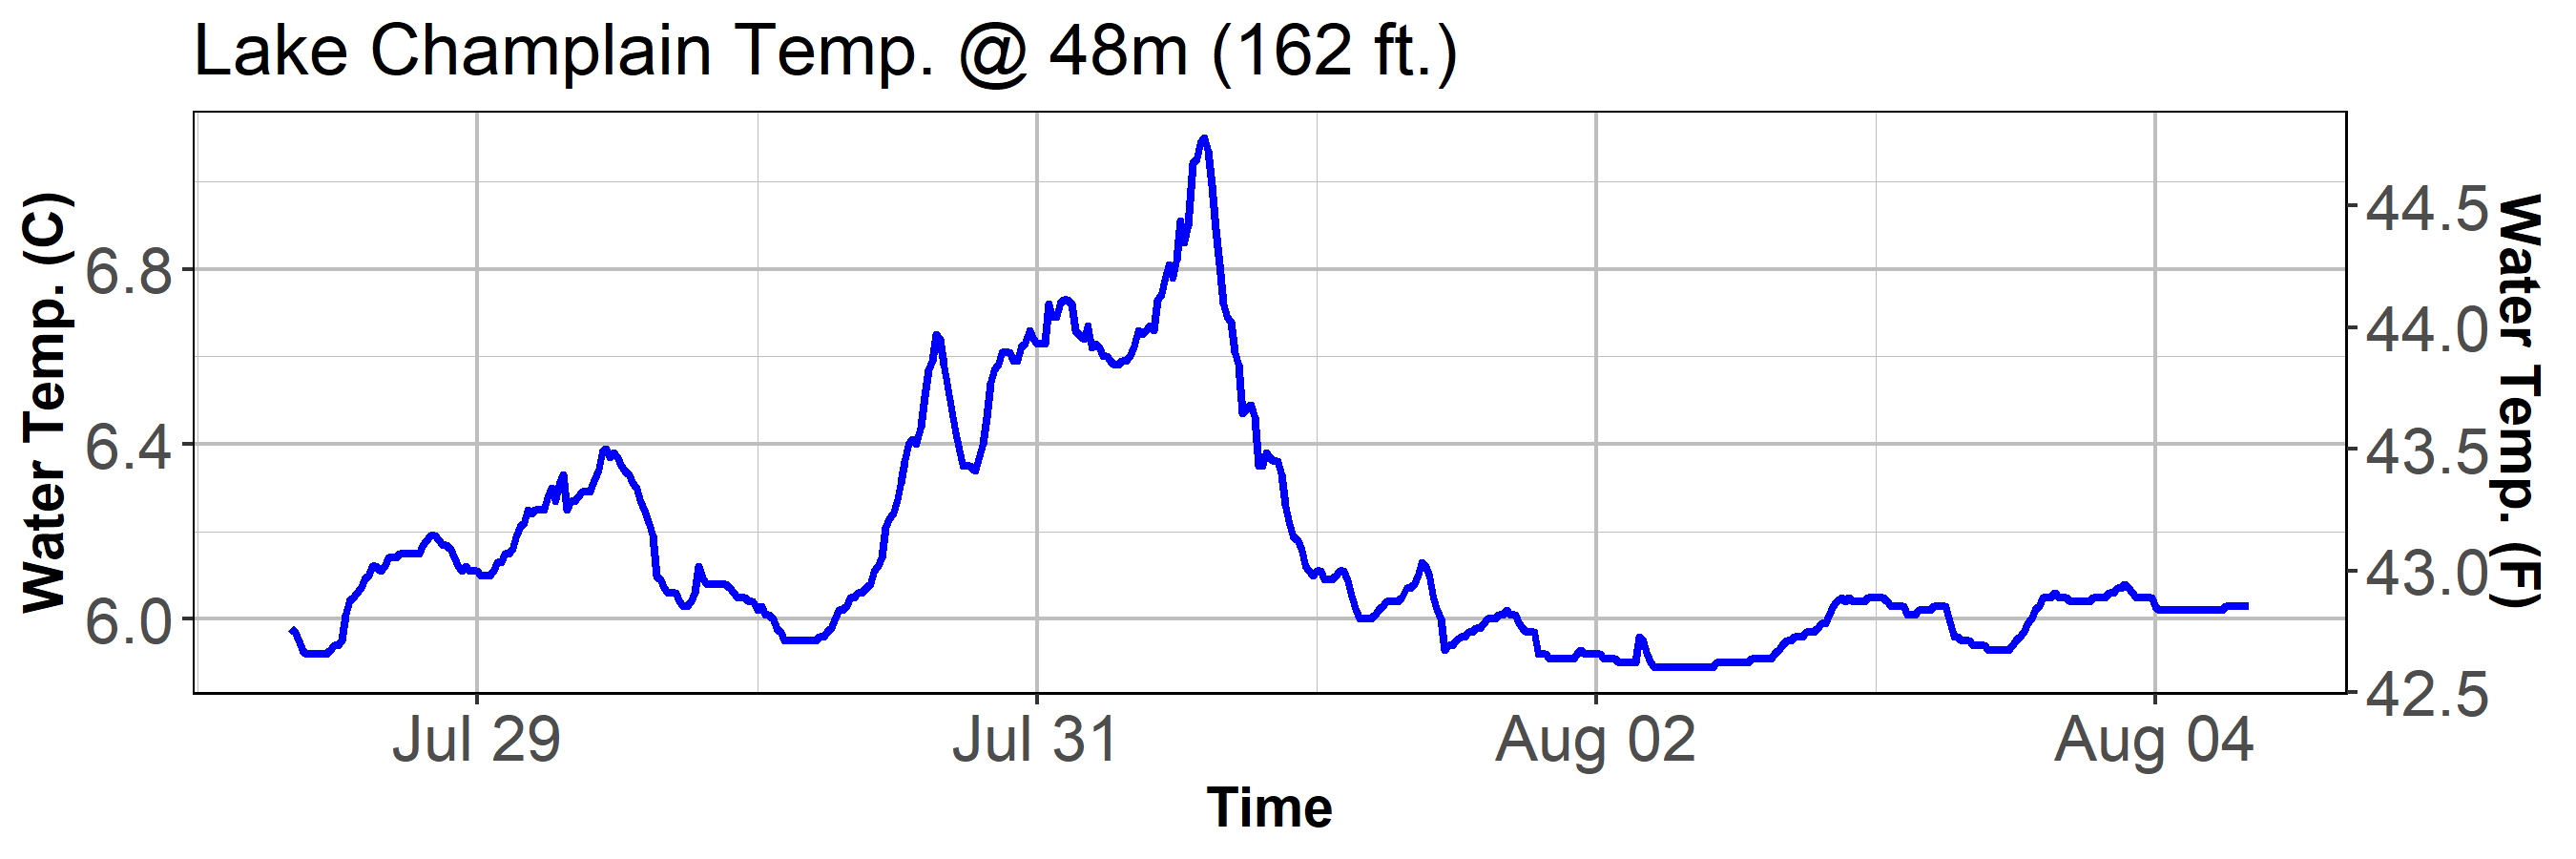 Lake Champlain Temp. @ 48m (162 ft.)
Water Temp. (C)
6.8
6.4
6.0
44.5
44.0
43.5
43.0
42.5
Water Temp. (F)
Jul 29
Jul 31
Aug 02
Aug 04
Time